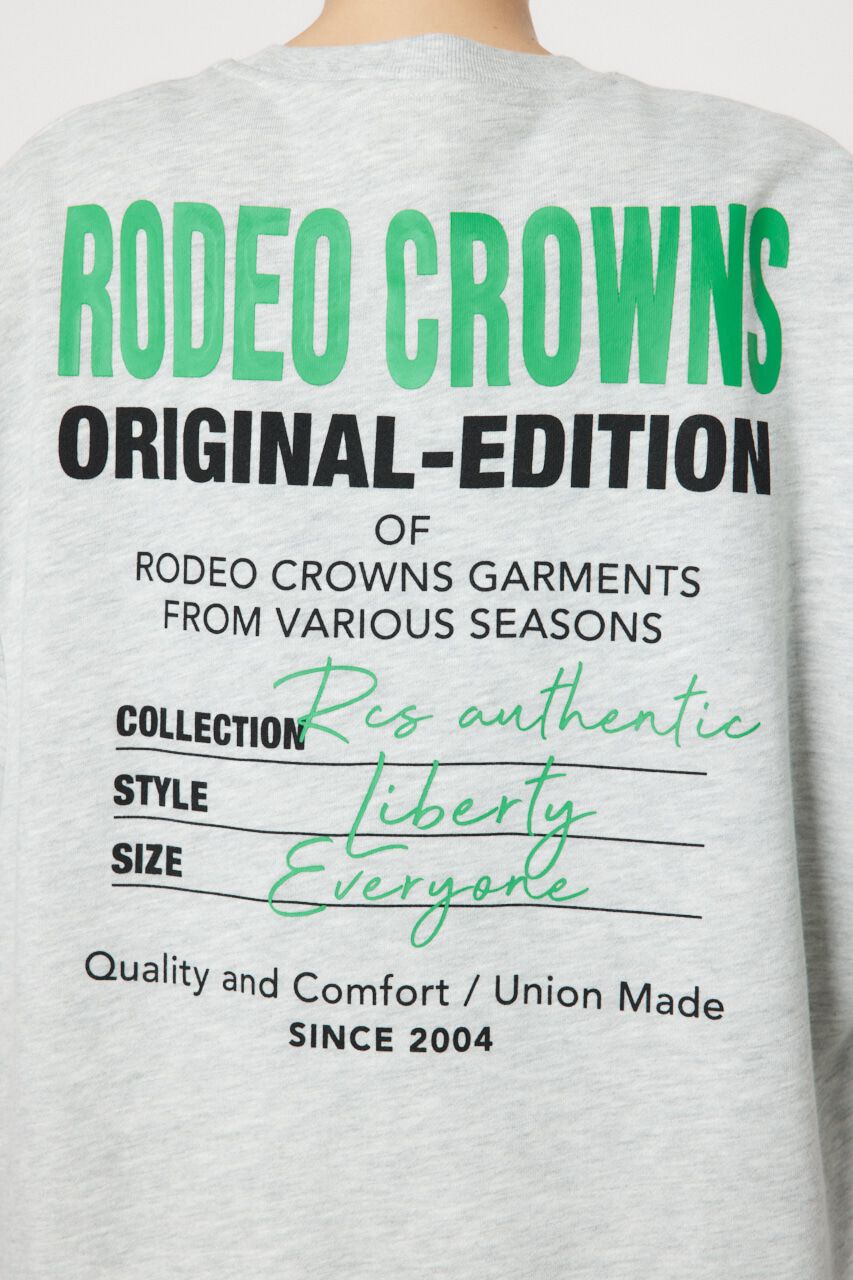 RODEO CROWNS
ORIGINAL-EDITION
OF
RODEO CROWNS GARMENTS
FROM VARIOUS SEASONS
COLLECTION Rcs authentic
STYLE Liberty
SIZE Everyone
Quality and Comfort / Union Made
SINCE 2004